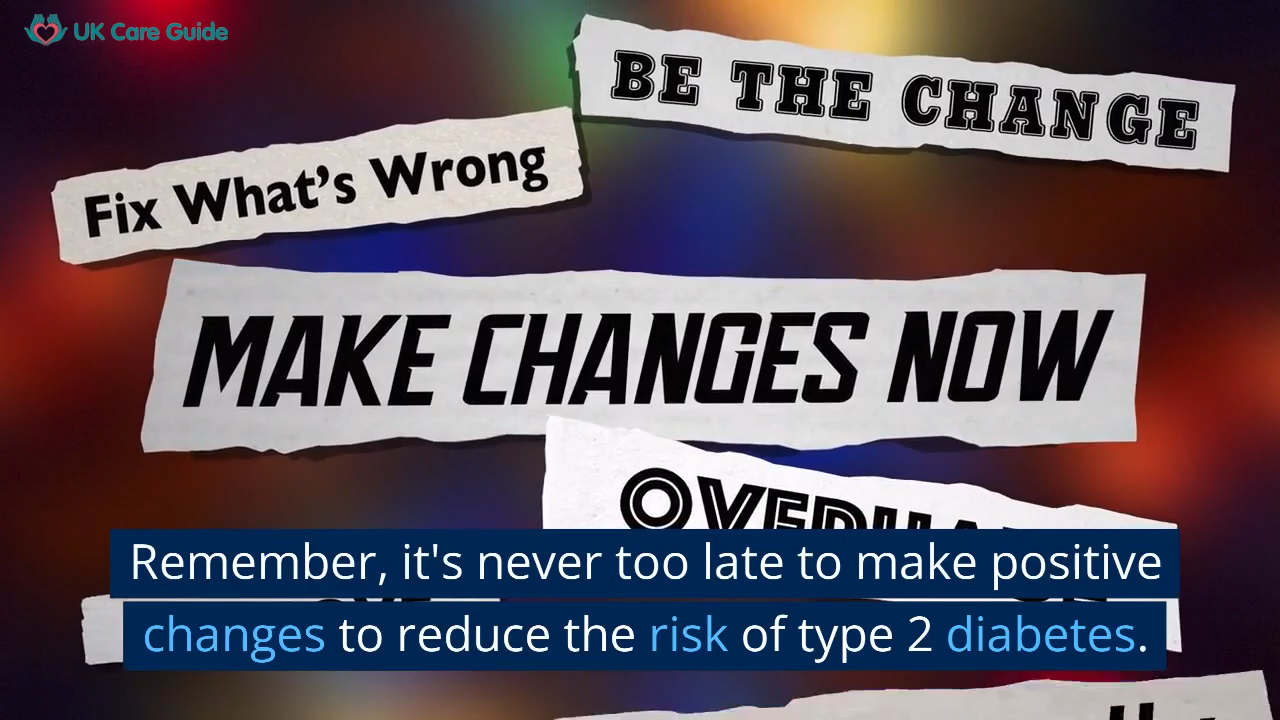 UK Care Guide
BE THE CHANGE
Fix What's Wrong
MAKE CHANGES NOW
Remember, it's never too late to make positive
changes to reduce the risk of type 2 diabetes.